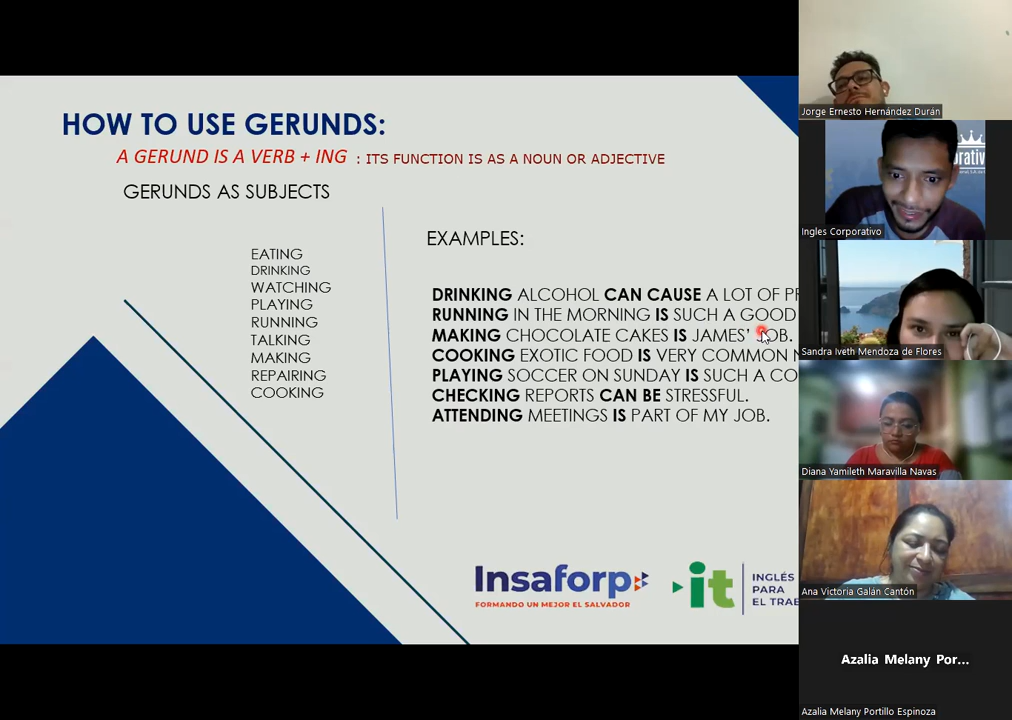 HOW TO USE GERUNDS:
A GERUND IS A VERB + ING : ITS FUNCTION IS AS A NOUN OR ADJECTIVE
GERUNDS AS SUBJECTS
EATING
DRINKING
WATCHING
PLAYING
RUNNING
TALKING
MAKING
REPAIRING
COOKING
EXAMPLES:
DRINKING ALCOHOL CAN CAUSE A LOT OF
RUNNING IN THE MORNING IS SUCH A GOOD
MAKING CHOCOLATE CAKES IS JAMES' JOB.
COOKING EXOTIC FOOD IS VERY COMMON
PLAYING SOCCER ON SUNDAY IS SUCH A
CHECKING REPORTS CAN BE STRESSFUL.
ATTENDING MEETINGS IS PART OF MY JOB.
Insaforp
FORMANDO UN MEJOR EL SALVADOR
it
INGLÉS
PARA
EL
Jorge Ernesto Hernández Durán
Ingles Corporativo
Sandra Iveth Mendoza de Flores
Diana Yamileth Maravilla Navas
Ana Victoria Galán Cantón
Azalia Melany Por...
Azalia Melany Portillo Espinoza